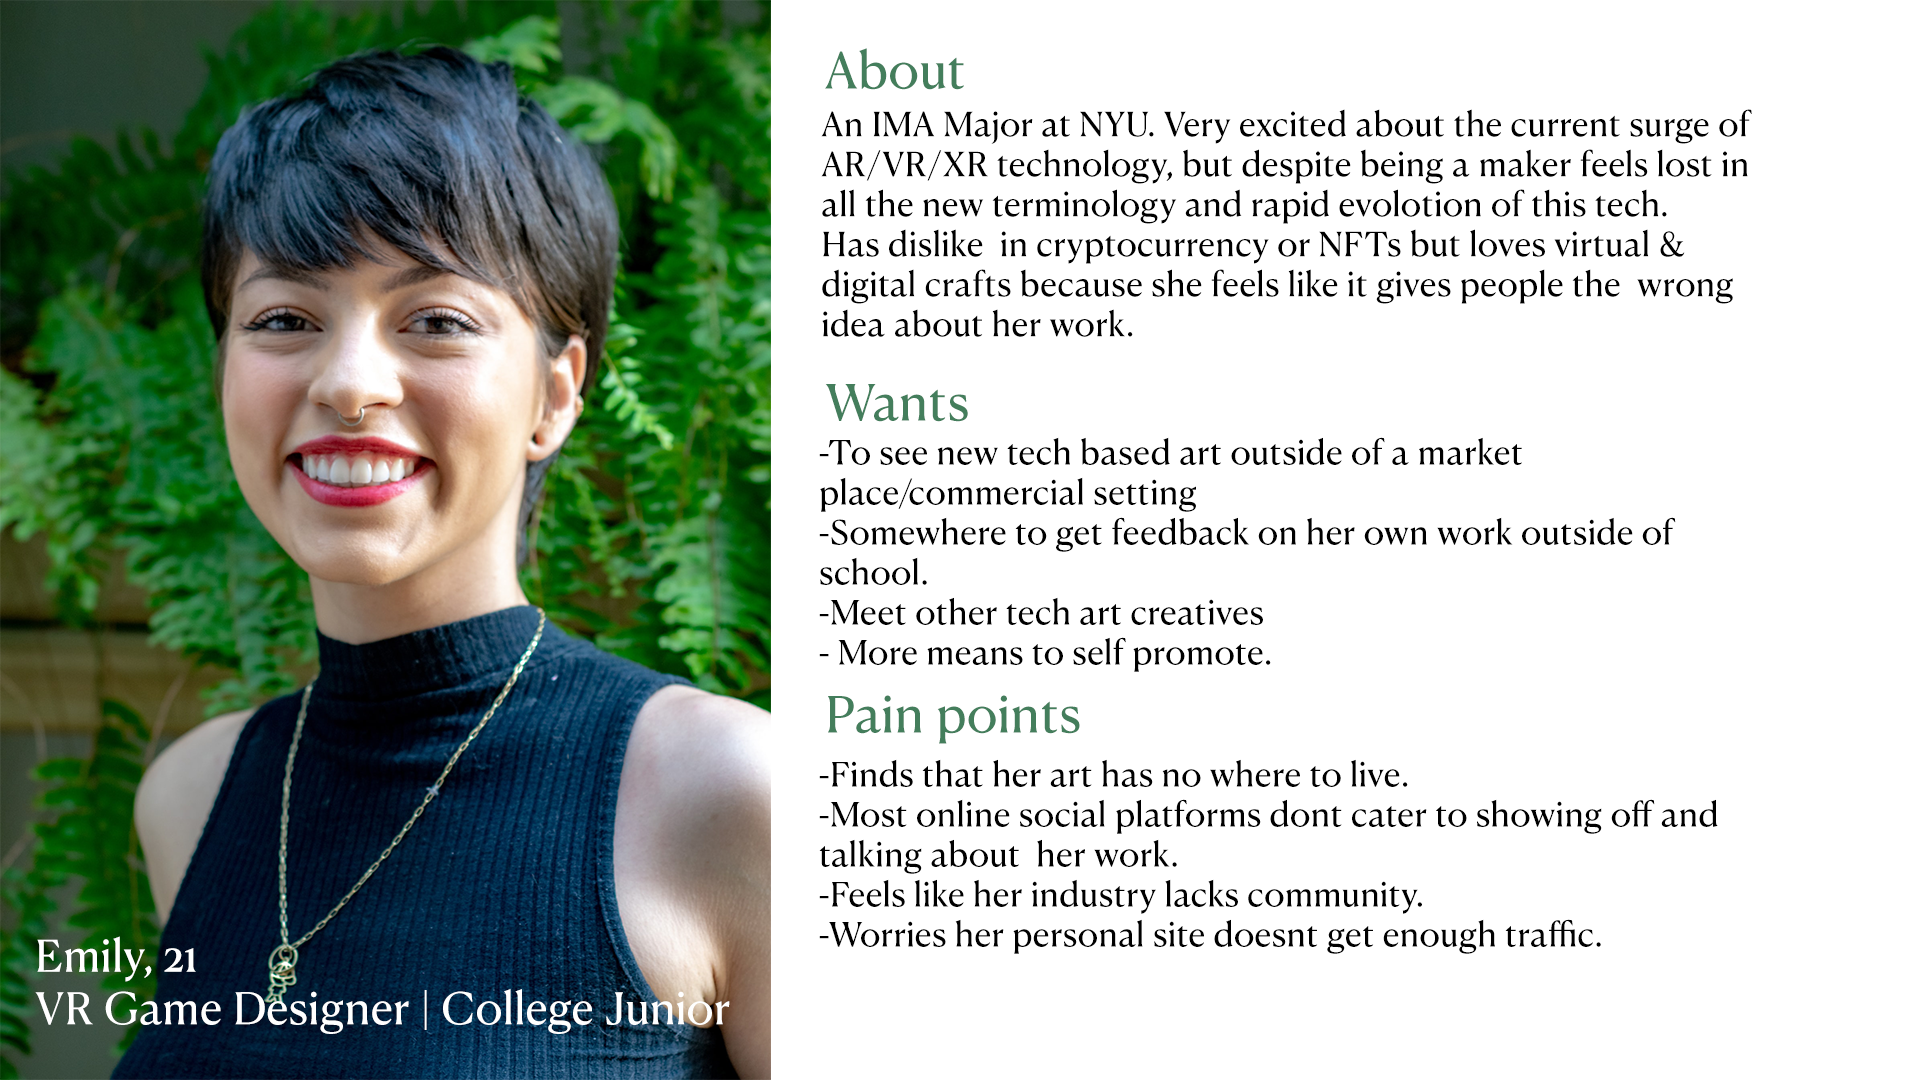 About
An IMA Major at NYU. Very excited about the current surge of
AR/VR/XR technology, but despite being a maker feels lost in
all the new terminology and rapid evolotion of this tech.
Has dislike  in cryptocurrency or NFTs but loves virtual &
digital crafts because she feels like it gives people the  wrong
idea about her work.
Wants
-To see new tech based art outside of a market
place/commercial setting
-Somewhere to get feedback on her own work outside of
school.
-Meet other tech art creatives
- More means to self promote.
Pain points
-Finds that her art has no where to live.
-Most online social platforms dont cater to showing off and
talking about  her work.
-Feels like her industry lacks community.
-Worries her personal site doesnt get enough traffic.
Emily, 21
VR Game Designer | College Junior